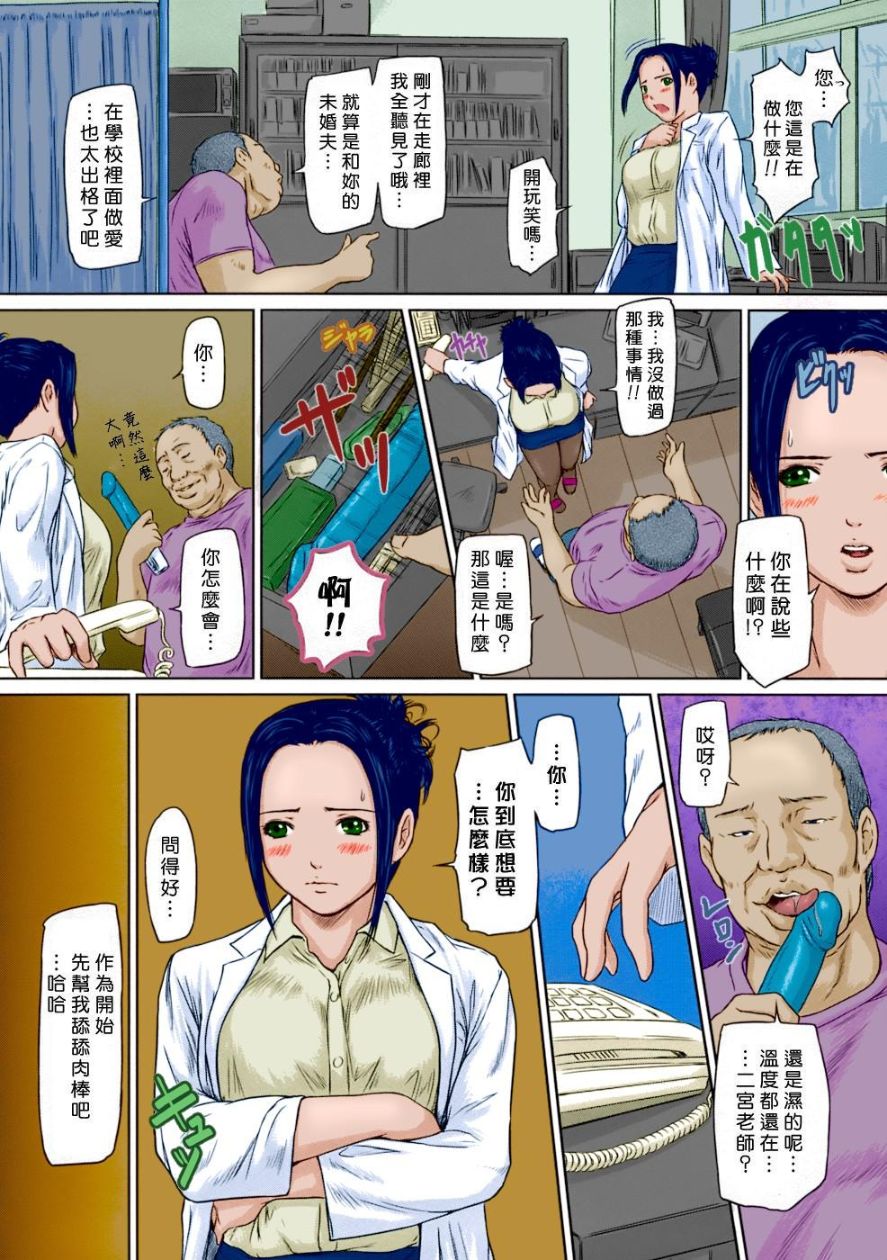 您…
您這是在
做什麼!!
ガタタッ
開玩笑嗎…
剛才在走廊裡
我全聽見了哦…
就算是和妳的
未婚夫…
在學校裡面做愛
…也太出格了吧
ビクッ
你在說些
什麼啊!?
我…我沒做過
那種事情!!
ガチャ
喔…是嗎?
那這是什麼
ジャラ
ザッ
啊!!
你…
竟然這麼
大啊…
你怎麼會…
哎呀?
レロ
還是濕的呢…
溫度都還在…
…二宮老師?
…你…
你到底想要
…怎麼樣?
問得好…
キュッ
作為開始
先幫我舔舔肉棒吧
…哈哈